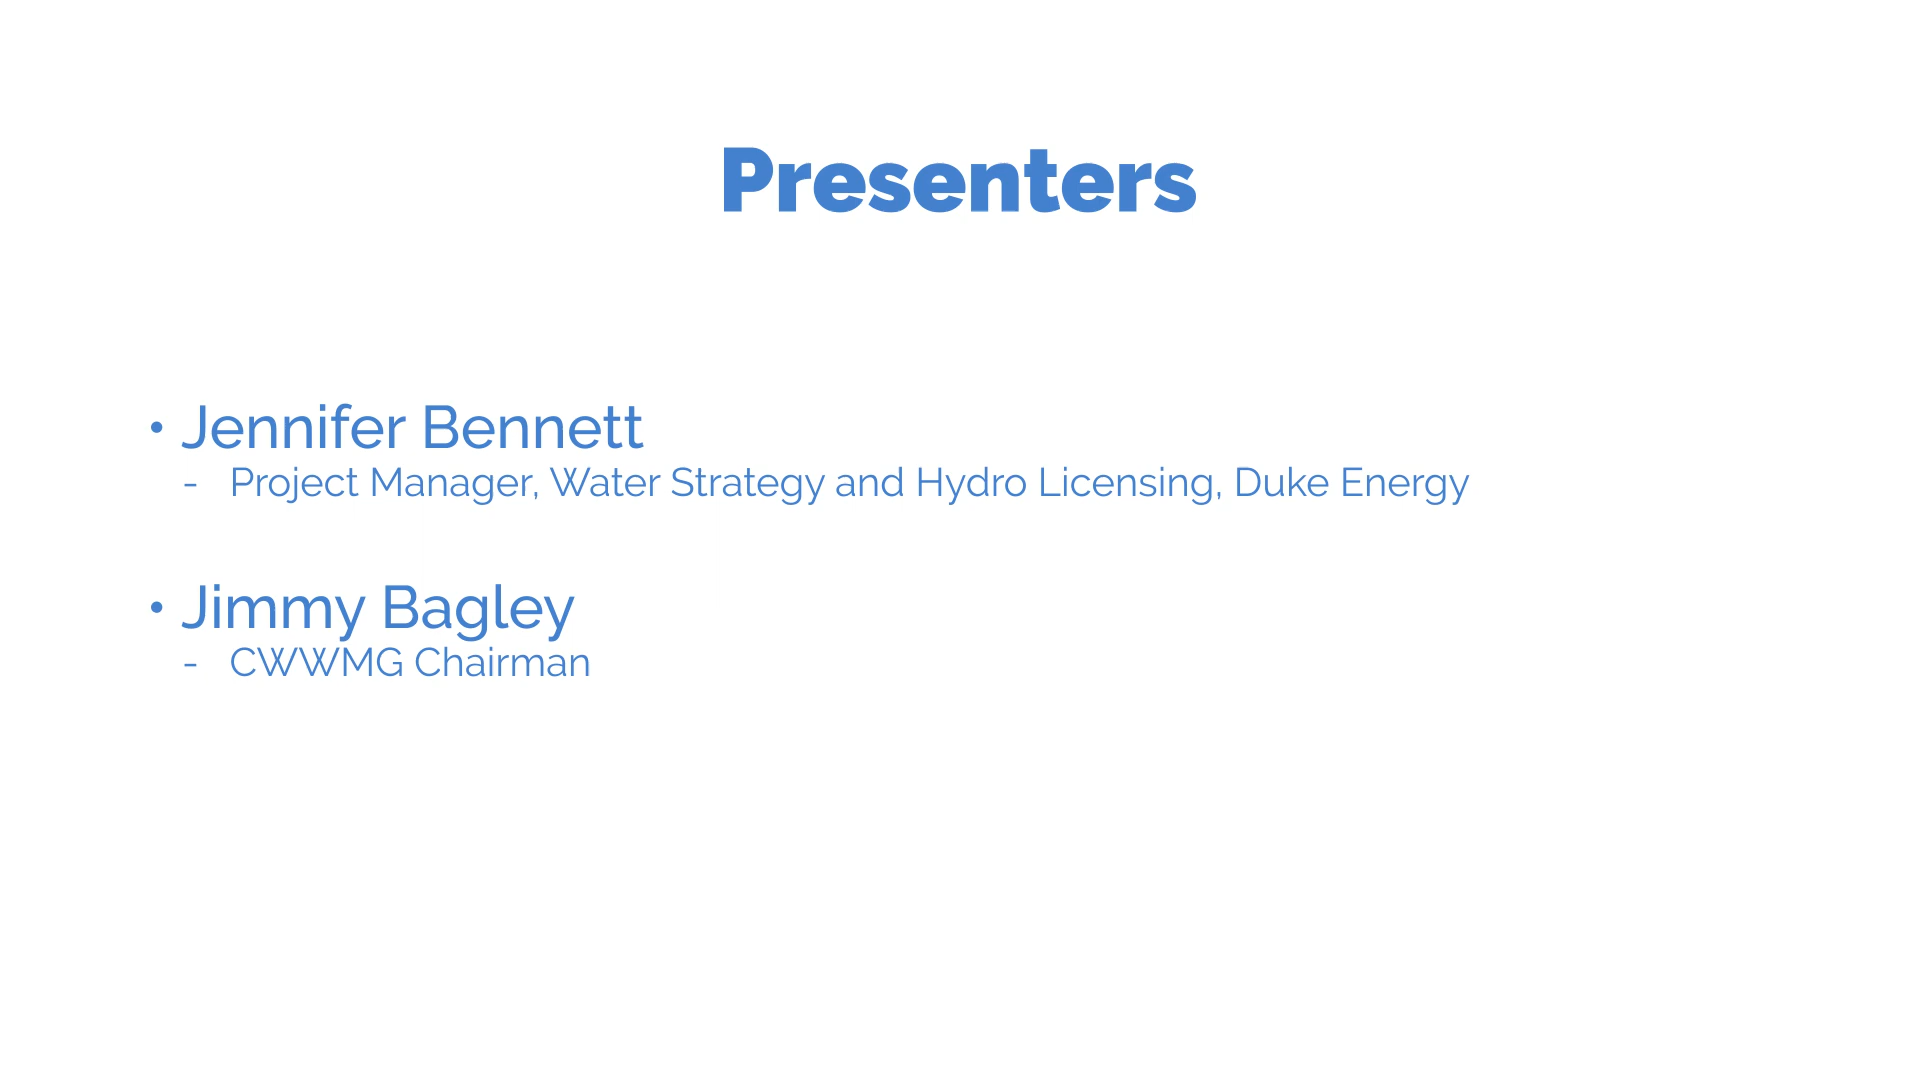 Presenters
• Jennifer Bennett
- Project Manager, Water Strategy and Hydro Licensing, Duke Energy
• Jimmy Bagley
- CWWMG Chairman